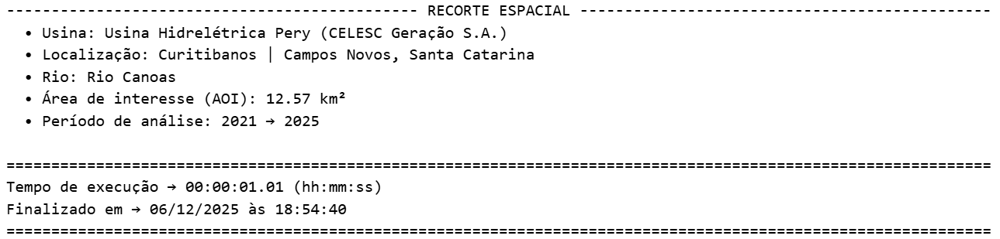 ---------------------------------------------- RECORTE ESPACIAL ----------------------------------------------
• Usina: Usina Hidrelétrica Pery (CELESC Geração S.A.)
• Localização: Curitibanos | Campos Novos, Santa Catarina
• Rio: Rio Canoas
• Área de interesse (AOI): 12.57 km²
• Período de análise: 2021 → 2025
==============================================================================================================
Tempo de execução → 00:00:01.01 (hh:mm:ss)
Finalizado em → 06/12/2025 às 18:54:40
==============================================================================================================